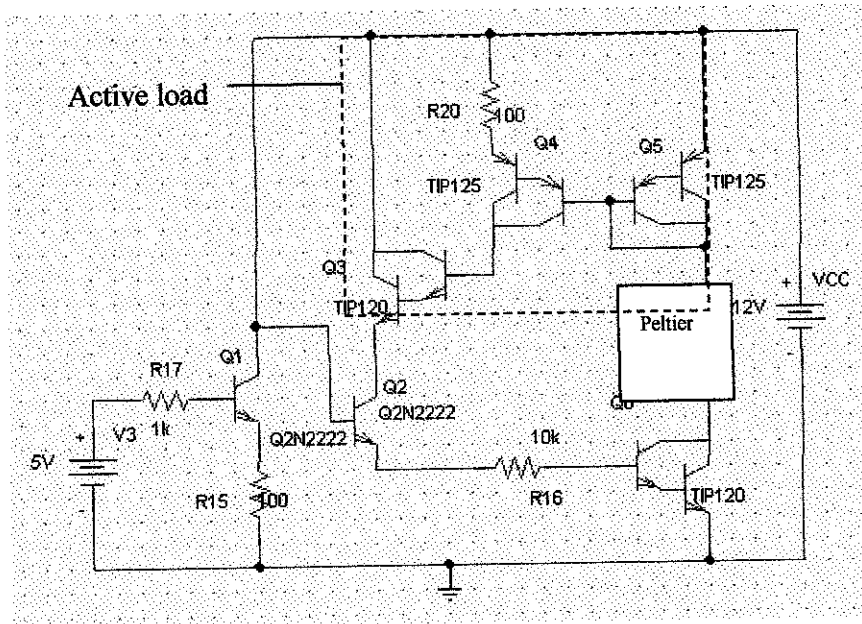 Active load
R20
100
Q4
Q5
TIP125
TIP125
Q3
TIP120
VCC
12V
Peltier
+
-
Q1
R17
1k
Q2
Q2N2222
Q2N2222
+
V3
5V
-
10k
R16
R15
100
TIP120